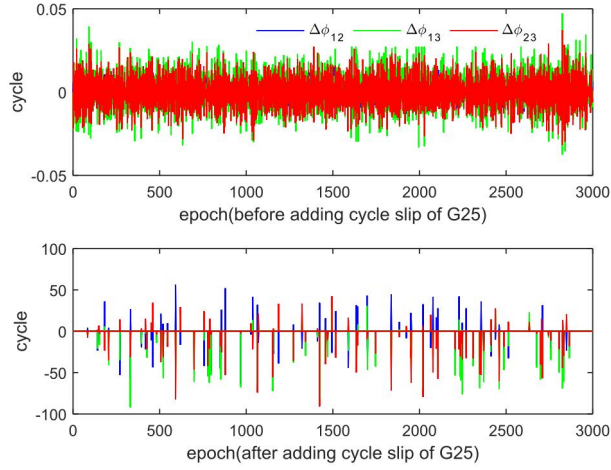 0.05
Δϕ12 Δϕ13 Δϕ23
cycle
0
-0.05
0 500 1000 1500 2000 2500 3000
epoch(before adding cycle slip of G25)
100
50
cycle
0
-50
-100
0 500 1000 1500 2000 2500 3000
epoch(after adding cycle slip of G25)